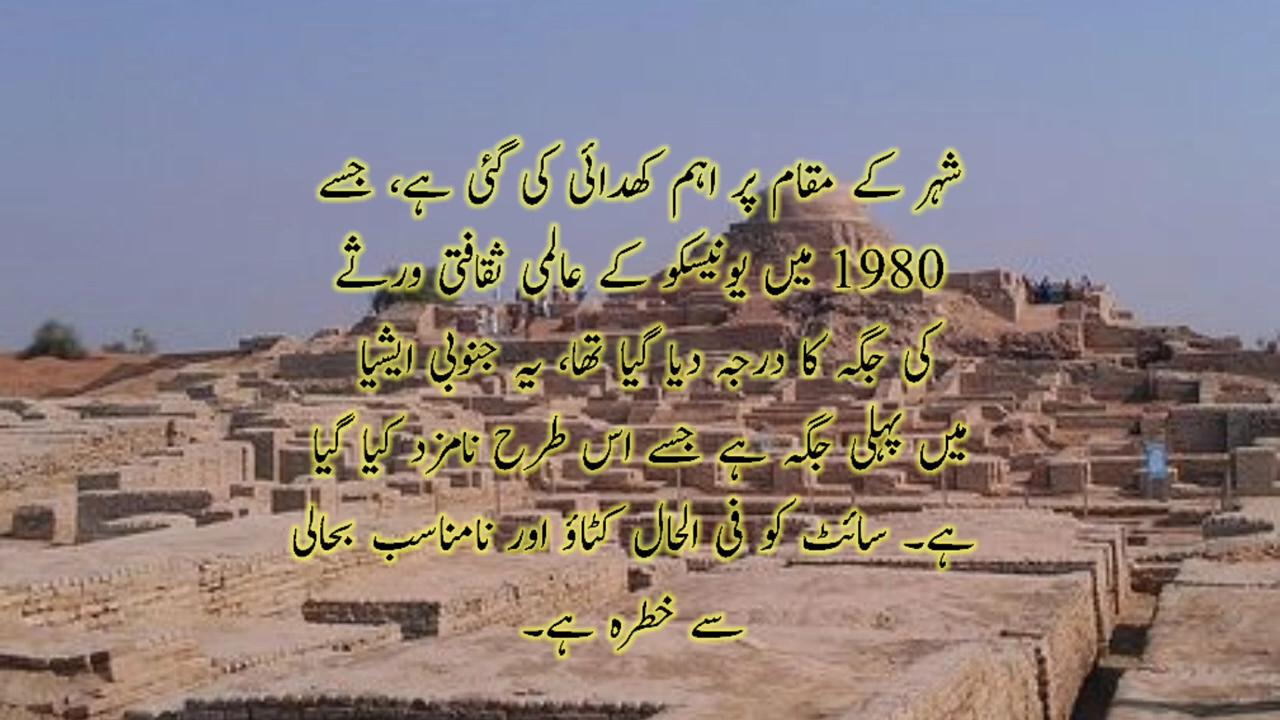 شہر کے مقام پر اہم کھدائی کی گئی ہے، جسے
1980 میں یونیسکو کے عالمی ثقافتی ورثے
کی جگہ کا درجہ دیا گیا تھا، یہ جنوبی ایشیا
میں پہلی جگہ ہے جسے اس طرح نامزد کیا گیا
ہے۔ سائٹ کو فی الحال کٹاؤ اور نامناسب بحالی
سے خطرہ ہے۔